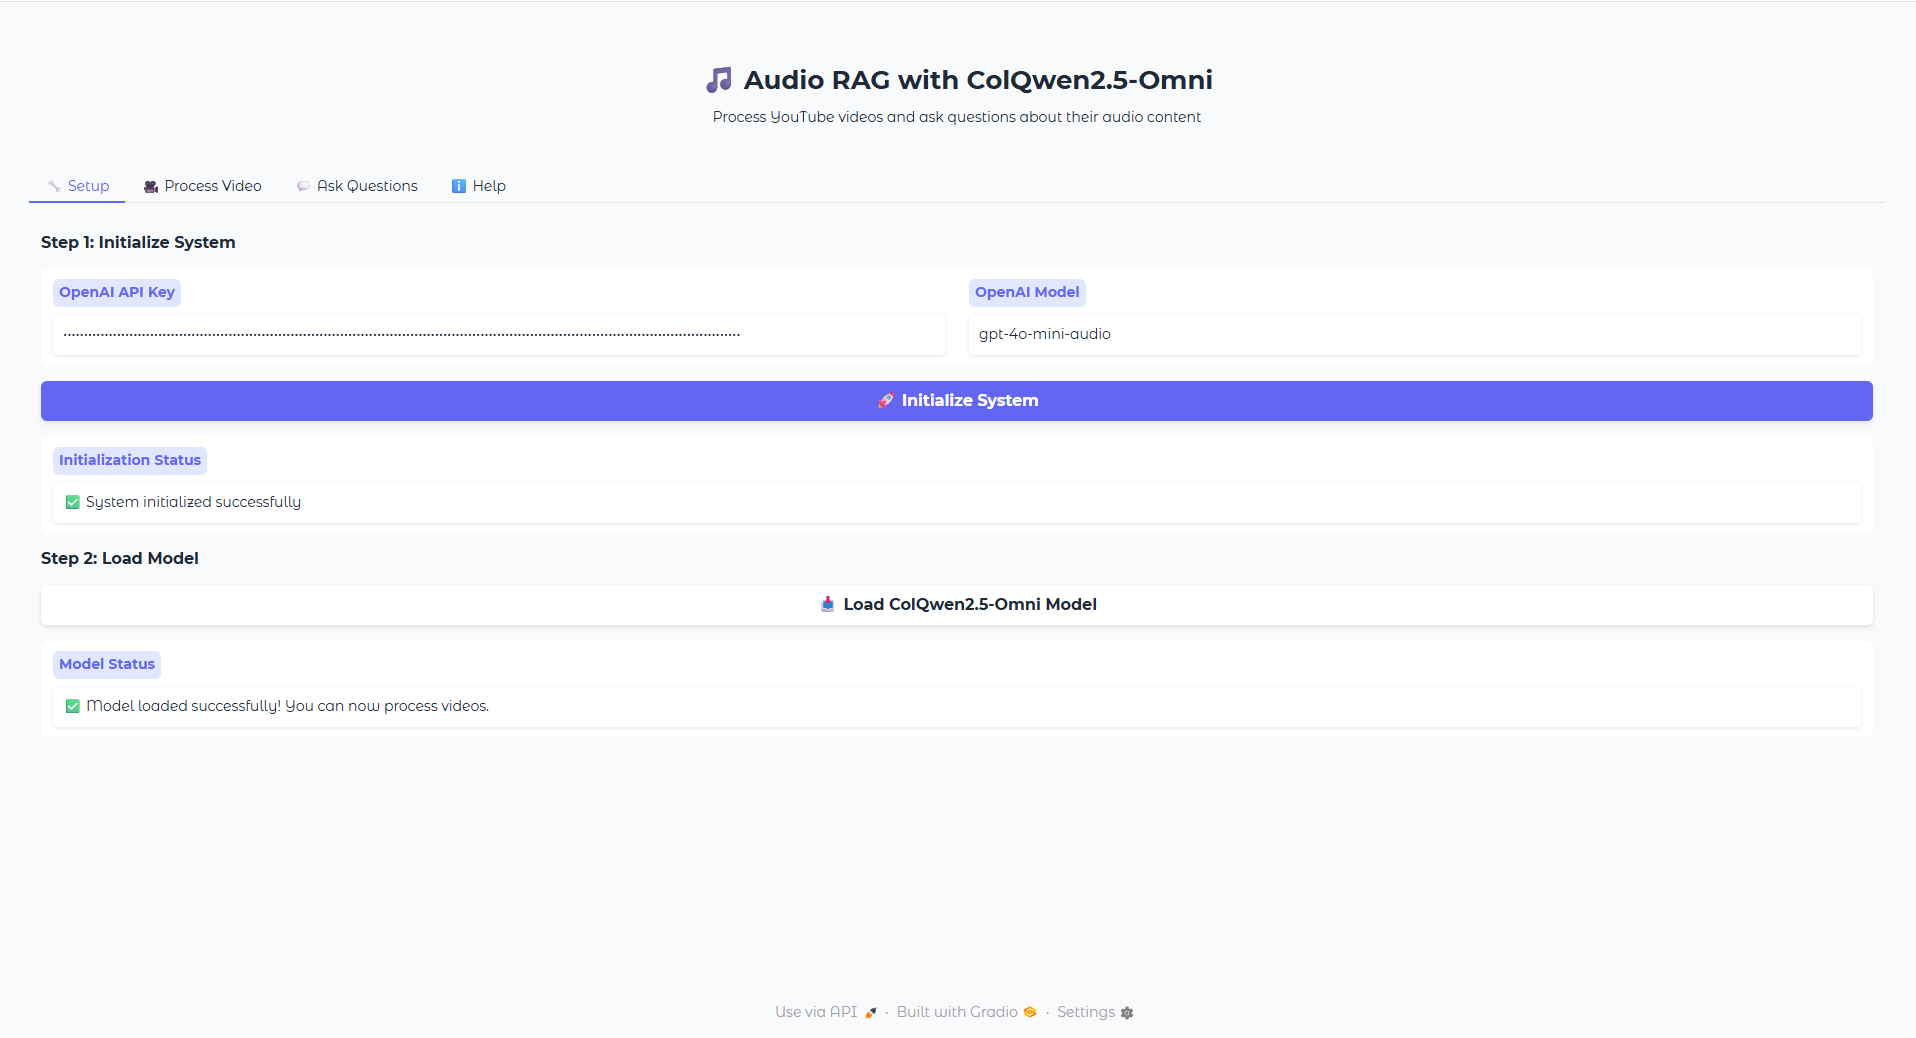 🎵 Audio RAG with ColQwen2.5-Omni
Process YouTube videos and ask questions about their audio content
Setup
Process Video
Ask Questions
Help
Step 1: Initialize System
OpenAI API Key
OpenAI Model
gpt-4o-mini-audio
🚀 Initialize System
Initialization Status
✅ System initialized successfully
Step 2: Load Model
📥 Load ColQwen2.5-Omni Model
Model Status
✅ Model loaded successfully! You can now process videos.
Use via API 🚀 · Built with Gradio · Settings ⚙️